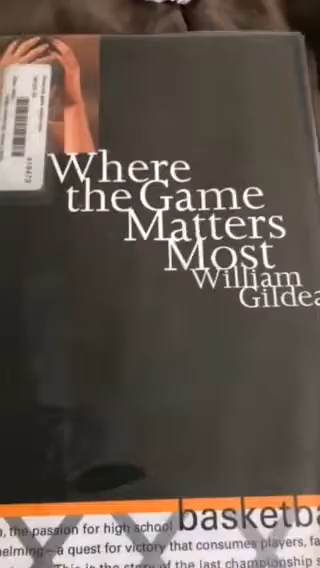 Where
the Game
Matters
Most
William
Gildea
basketba
, the passion for high school
helming – a quest for victory that consumes players, fa
This is the story of the last championship s